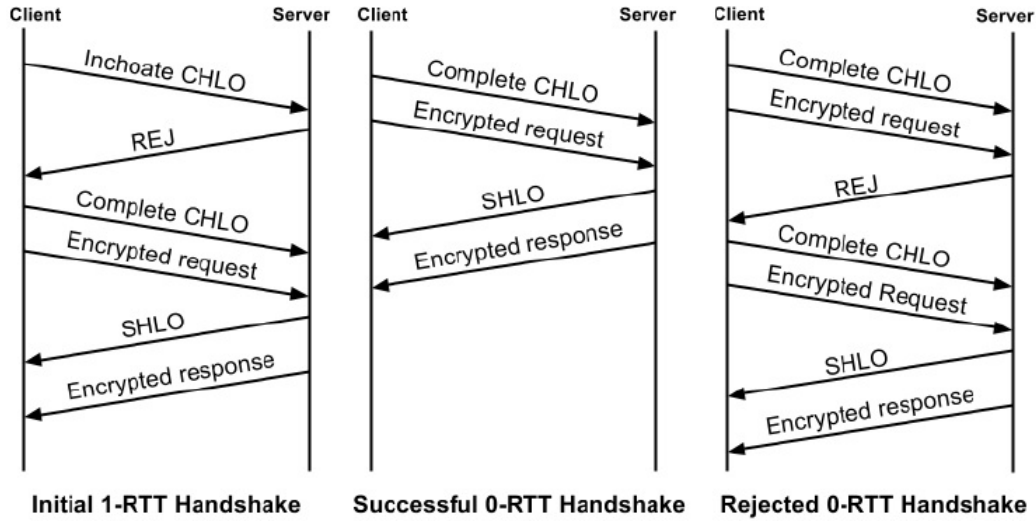 Client
Server
Inchoate CHLO
REJ
Complete CHLO
Encrypted request
SHLO
Encrypted response
Initial 1-RTT Handshake
Client
Server
Complete CHLO
Encrypted request
SHLO
Encrypted response
Successful 0-RTT Handshake
Client
Server
Complete CHLO
Encrypted request
REJ
Complete CHLO
Encrypted Request
SHLO
Encrypted response
Rejected 0-RTT Handshake